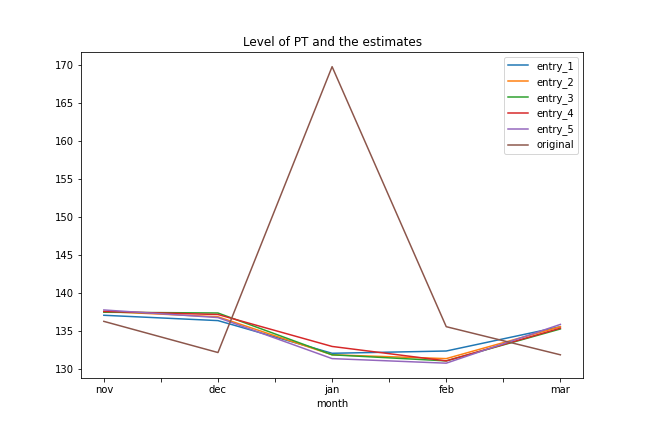 Level of PT and the estimates
170
165
160
155
150
145
140
135
130
nov
dec
jan
feb
mar
month
entry_1
entry_2
entry_3
entry_4
entry_5
original